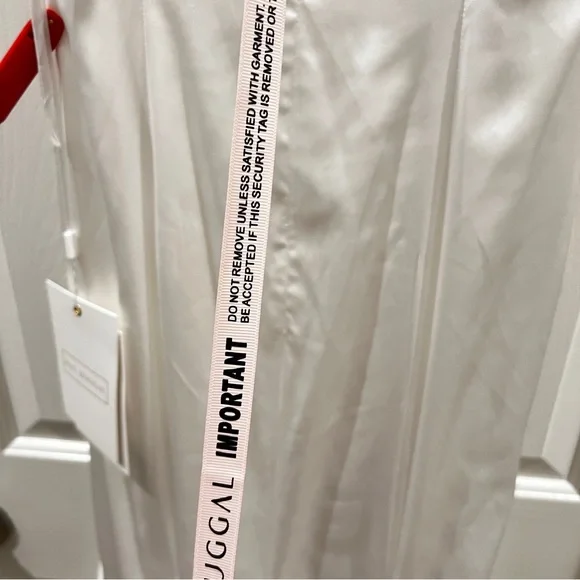 UGGAL IMPORTANT
DO NOT REMOVE UNLESS SATISFIED WITH GARMENT.
BE ACCEPTED IF THIS SECURITY TAG IS REMOVED OR